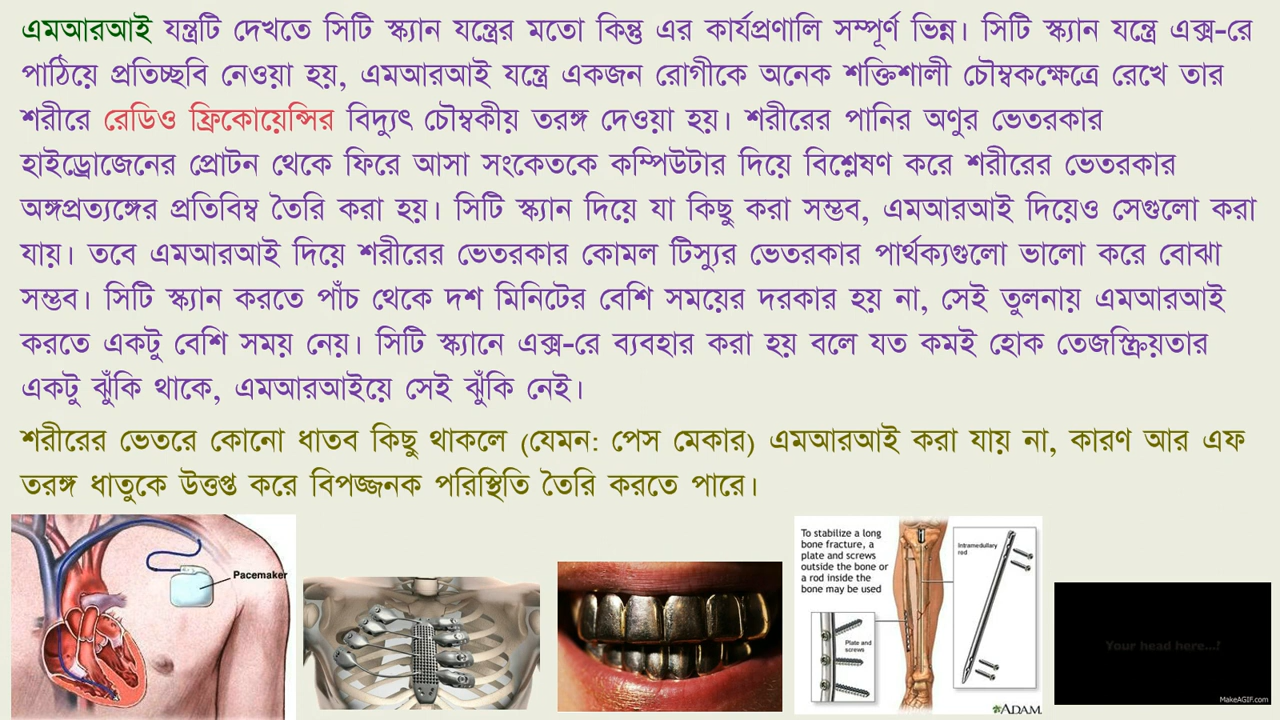 এমআরআই যন্ত্রটি দেখতে সিটি স্ক্যান যন্ত্রের মতো কিন্তু এর কার্যপ্রণালি সম্পূর্ণ ভিন্ন। সিটি স্ক্যান যন্ত্রে এক্স-রে
পাঠিয়ে প্রতিচ্ছবি নেওয়া হয়, এমআরআই যন্ত্রে একজন রোগীকে অনেক শক্তিশালী চৌম্বকক্ষেত্রে রেখে তার
শরীরে রেডিও ফ্রিকোয়েন্সির বিদ্যুৎ চৌম্বকীয় তরঙ্গ দেওয়া হয়। শরীরের পানির অণুর ভেতরকার
হাইড্রোজেনের প্রোটন থেকে ফিরে আসা সংকেতকে কম্পিউটার দিয়ে বিশ্লেষণ করে শরীরের ভেতরকার
অঙ্গপ্রত্যঙ্গের প্রতিবিম্ব তৈরি করা হয়। সিটি স্ক্যান দিয়ে যা কিছু করা সম্ভব, এমআরআই দিয়েও সেগুলো করা
যায়। তবে এমআরআই দিয়ে শরীরের ভেতরকার কোমল টিস্যুর ভেতরকার পার্থক্যগুলো ভালো করে বোঝা
সম্ভব। সিটি স্ক্যান করতে পাঁচ থেকে দশ মিনিটের বেশি সময়ের দরকার হয় না, সেই তুলনায় এমআরআই
করতে একটু বেশি সময় নেয়। সিটি স্ক্যানে এক্স-রে ব্যবহার করা হয় বলে যত কমই হোক তেজস্ক্রিয়তার
একটু ঝুঁকি থাকে, এমআরআইয়ে সেই ঝুঁকি নেই।
শরীরের ভেতরে কোনো ধাতব কিছু থাকলে (যেমন: পেস মেকার) এমআরআই করা যায় না, কারণ আর এফ
তরঙ্গ ধাতুকে উত্তপ্ত করে বিপজ্জনক পরিস্থিতি তৈরি করতে পারে।
Pacemaker
To stabilize a long
bone fracture, a
plate and screws
outside the bone or
a rod inside the
bone may be used
Intramedullary
rod
Plate and
screws
ADAM.
Your head here...!
MakeAGIF.com